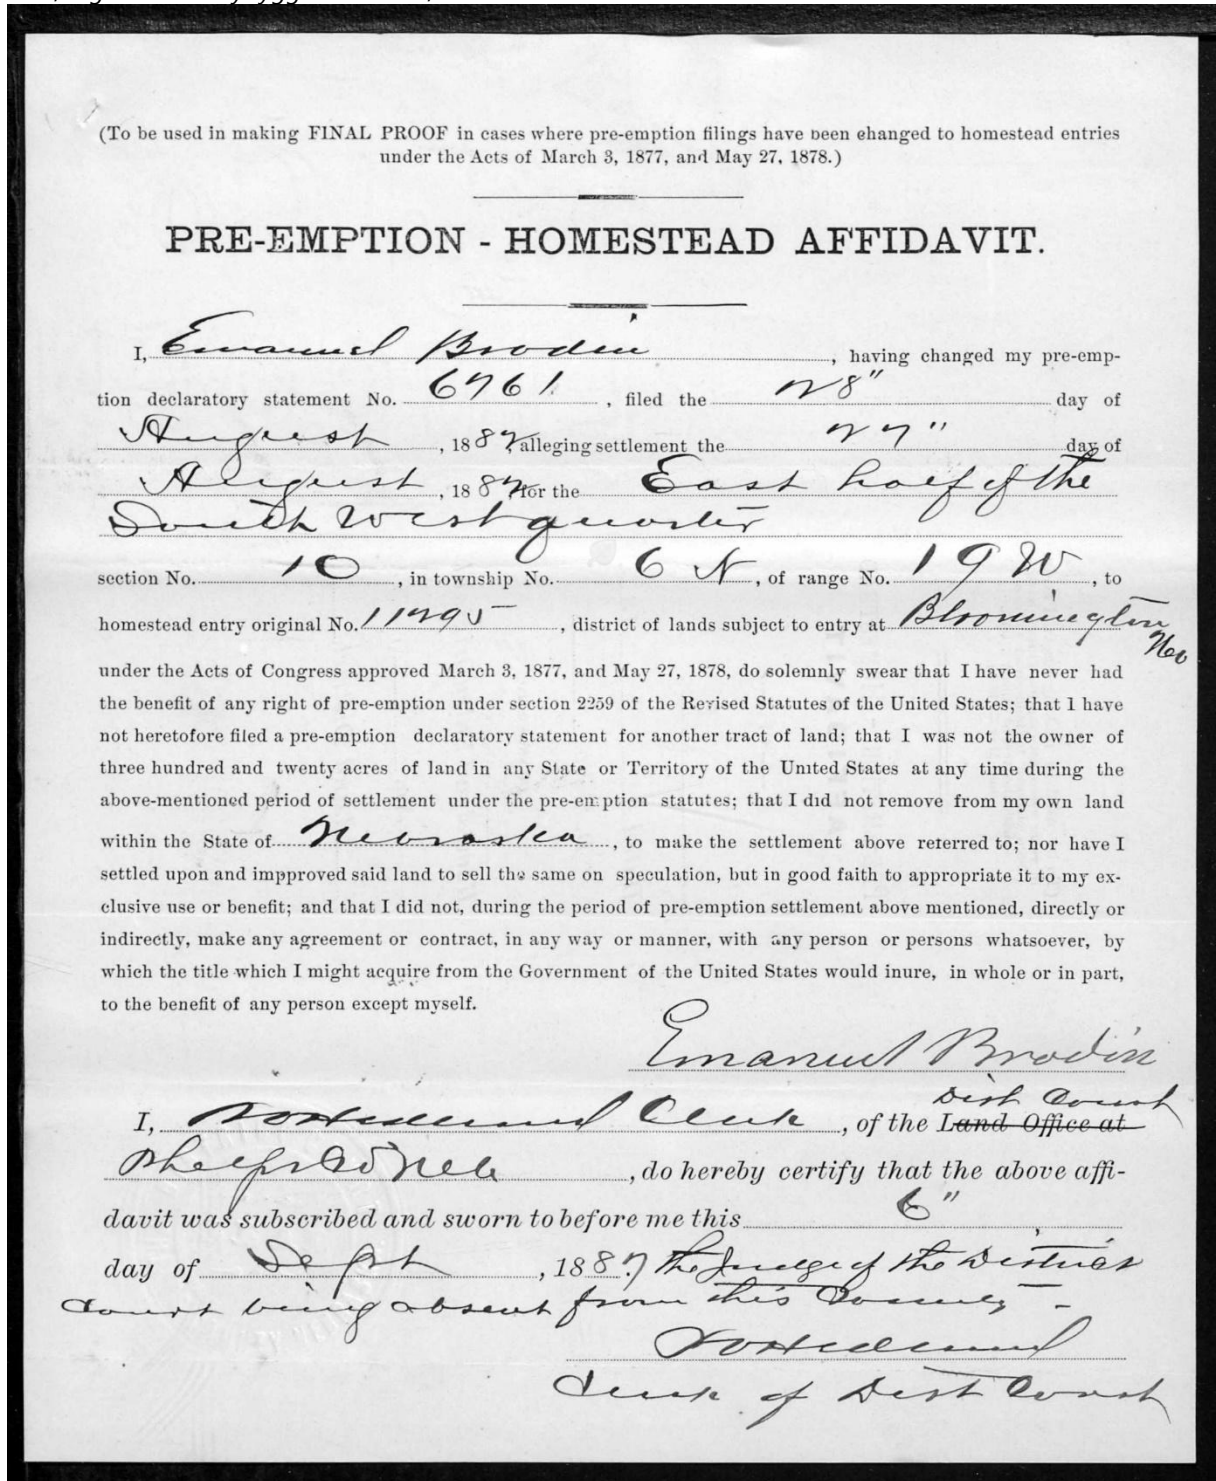 (To be used in making FINAL PROOF in cases where pre-emption filings have been changed to homestead entries
under the Acts of March 3, 1877, and May 27, 1878.)
PRE-EMPTION - HOMESTEAD AFFIDAVIT.
I, Emanuel Brodin, having changed my pre-emp-
tion declaratory statement No. 6761, filed the 28" day of
August, 1882, alleging settlement the 27" day of
August, 1882, for the East half of the
South West quarter
section No. 10, in township No. 6 N, of range No. 19 W, to
homestead entry original No. 11295, district of lands subject to entry at Bloomington
Neb
under the Acts of Congress approved March 3, 1877, and May 27, 1878, do solemnly swear that I have never had
the benefit of any right of pre-emption under section 2259 of the Revised Statutes of the United States; that I have
not heretofore filed a pre-emption declaratory statement for another tract of land; that I was not the owner of
three hundred and twenty acres of land in any State or Territory of the United States at any time during the
above-mentioned period of settlement under the pre-emption statutes; that I did not remove from my own land
within the State of Nebraska, to make the settlement above referred to; nor have I
settled upon and impproved said land to sell the same on speculation, but in good faith to appropriate it to my ex-
clusive use or benefit; and that I did not, during the period of pre-emption settlement above mentioned, directly or
indirectly, make any agreement or contract, in any way or manner, with any person or persons whatsoever, by
which the title which I might acquire from the Government of the United States would inure, in whole or in part,
to the benefit of any person except myself.
Emanuel Brodin
Dist Court
I, Clerk, of the Land Office at
Phelps Co Neb, do hereby certify that the above affi-
davit was subscribed and sworn to before me this 6"
day of Sept, 1887, the Judge of the District
Court being absent from this County -
Clerk of Dist Court